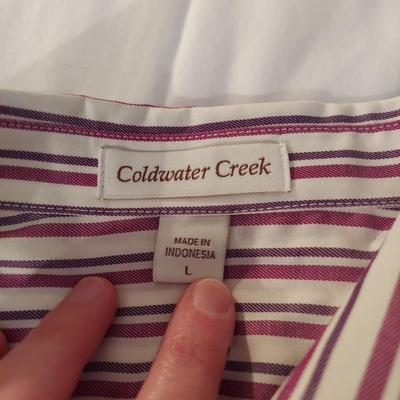 Coldwater Creek
MADE IN
INDONESIA
L